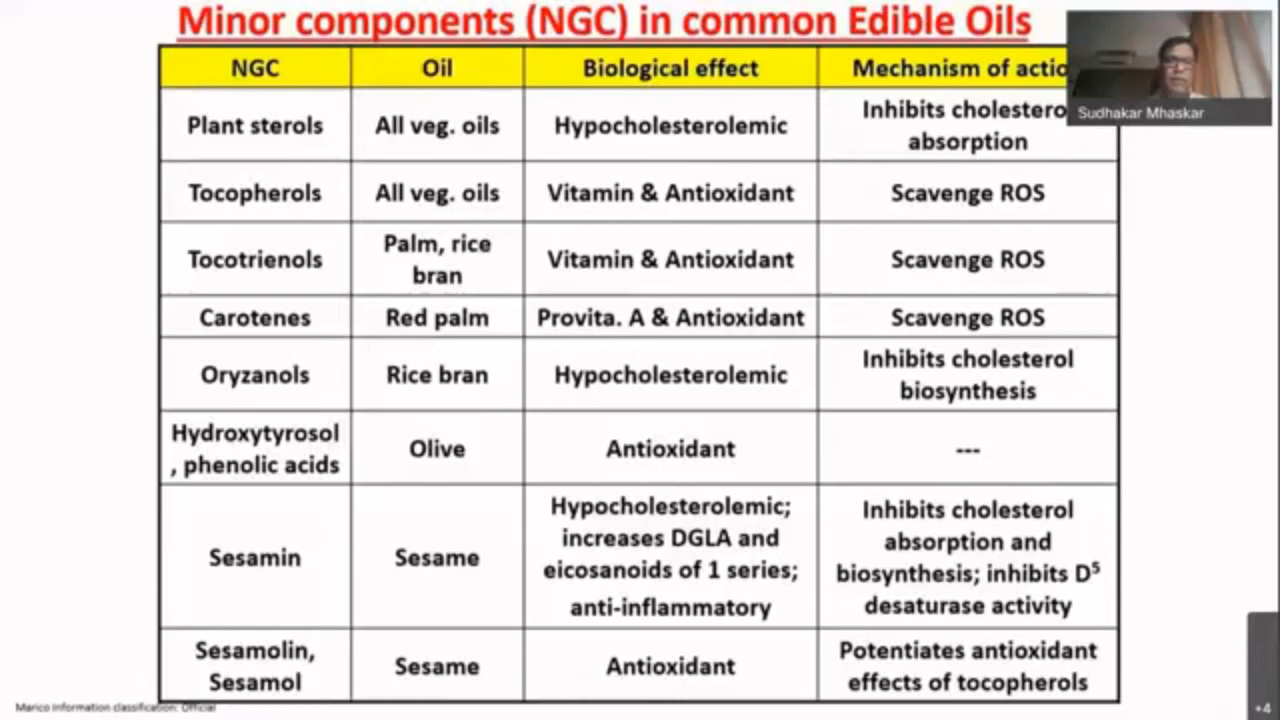 Minor components (NGC) in common Edible Oils
NGC
Oil
Biological effect
Mechanism of actio
Sudhakar Mhaskar
Plant sterols
All veg. oils
Hypocholesterolemic
Inhibits cholestero
absorption
Tocopherols
All veg. oils
Vitamin & Antioxidant
Scavenge ROS
Tocotrienols
Palm, rice
bran
Vitamin & Antioxidant
Scavenge ROS
Carotenes
Red palm
Provita. A & Antioxidant
Scavenge ROS
Oryzanols
Rice bran
Hypocholesterolemic
Inhibits cholesterol
biosynthesis
Hydroxytyrosol
, phenolic acids
Olive
Antioxidant
---
Sesamin
Sesame
Hypocholesterolemic;
increases DGLA and
eicosanoids of 1 series;
anti-inflammatory
Inhibits cholesterol
absorption and
biosynthesis; inhibits D⁵
desaturase activity
Sesamolin,
Sesamol
Sesame
Antioxidant
Potentiates antioxidant
effects of tocopherols
Marico Information classification: Official
+4